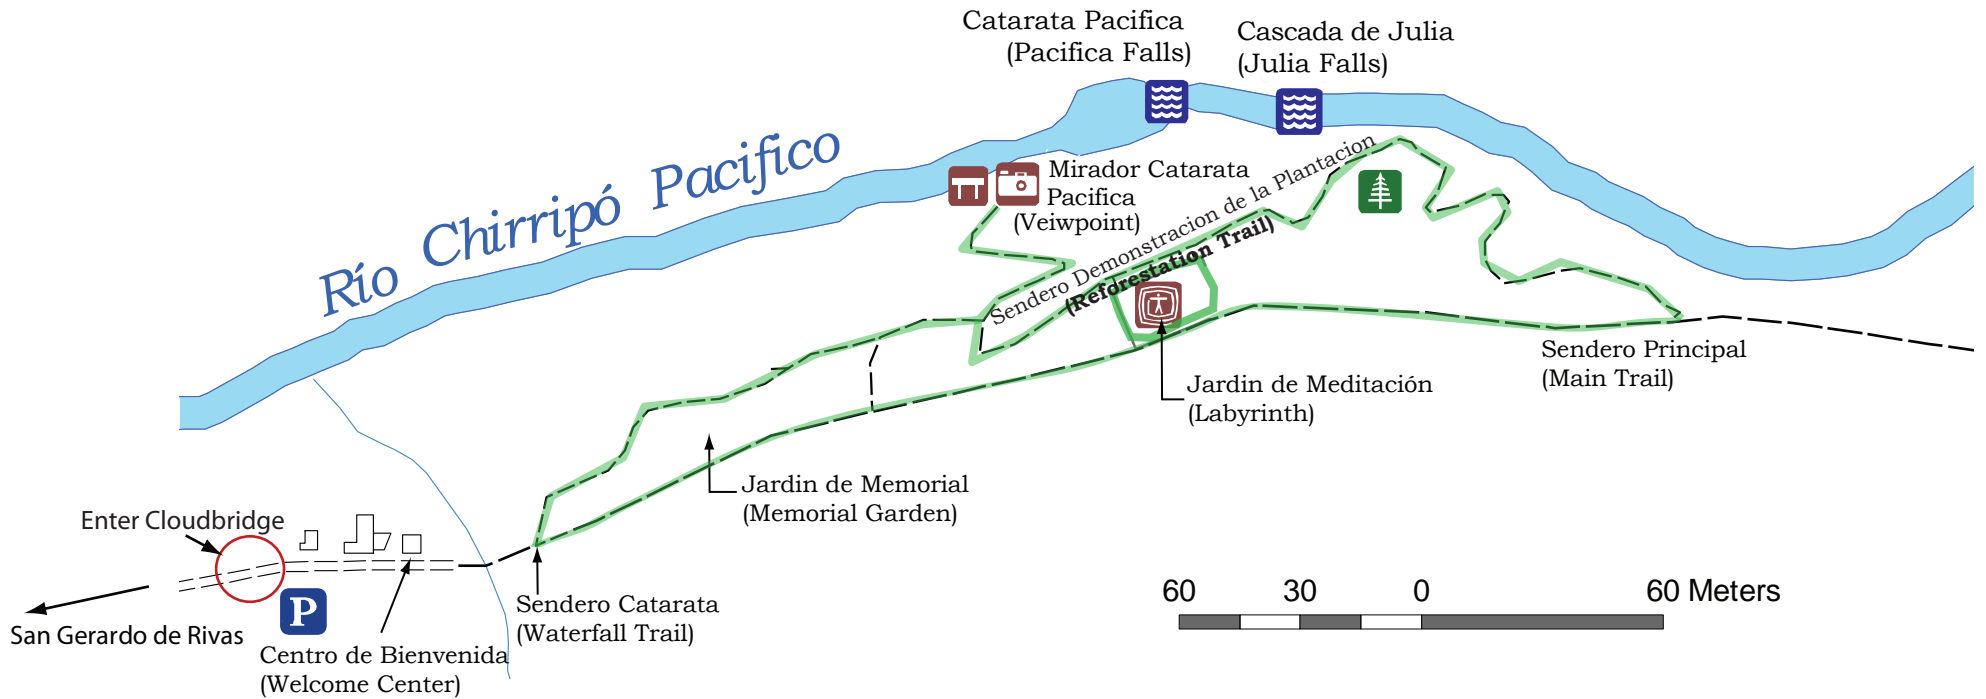 Catarata Pacifica
(Pacifica Falls)
Cascada de Julia
(Julia Falls)
Río Chirripó Pacifico
Mirador Catarata
Pacifica
(Veiwpoint)
Sendero Demonstracion de la Plantacion
(Reforestation Trail)
Sendero Principal
(Main Trail)
Jardin de Meditación
(Labyrinth)
Jardin de Memorial
(Memorial Garden)
Enter Cloudbridge
P
San Gerardo de Rivas
Sendero Catarata
(Waterfall Trail)
Centro de Bienvenida
(Welcome Center)
60 30 0 60 Meters